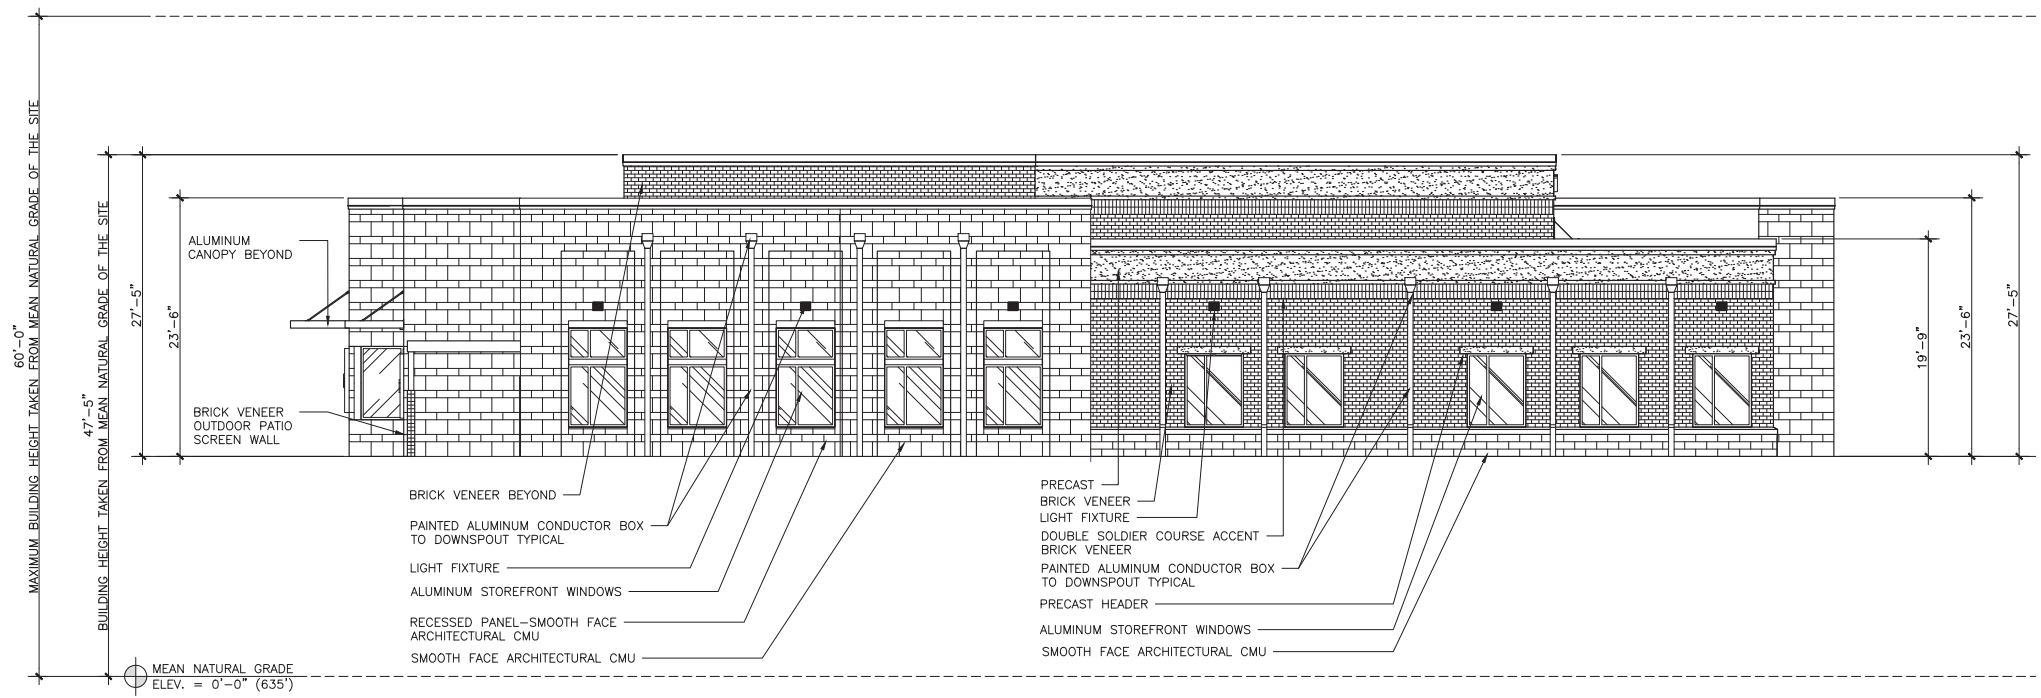 MAXIMUM BUILDING HEIGHT TAKEN FROM MEAN NATURAL GRADE OF THE SITE
60'-0"
BUILDING HEIGHT TAKEN FROM MEAN NATURAL GRADE OF THE SITE
47'-5"
27'-5"
23'-6"
ALUMINUM
CANOPY BEYOND
BRICK VENEER
OUTDOOR PATIO
SCREEN WALL
BRICK VENEER BEYOND
PAINTED ALUMINUM CONDUCTOR BOX
TO DOWNSPOUT TYPICAL
LIGHT FIXTURE
ALUMINUM STOREFRONT WINDOWS
RECESSED PANEL-SMOOTH FACE
ARCHITECTURAL CMU
SMOOTH FACE ARCHITECTURAL CMU
PRECAST
BRICK VENEER
LIGHT FIXTURE
DOUBLE SOLDIER COURSE ACCENT
BRICK VENEER
PAINTED ALUMINUM CONDUCTOR BOX
TO DOWNSPOUT TYPICAL
PRECAST HEADER
ALUMINUM STOREFRONT WINDOWS
SMOOTH FACE ARCHITECTURAL CMU
19'-9"
23'-6"
27'-5"
MEAN NATURAL GRADE
ELEV. = 0'-0" (635')